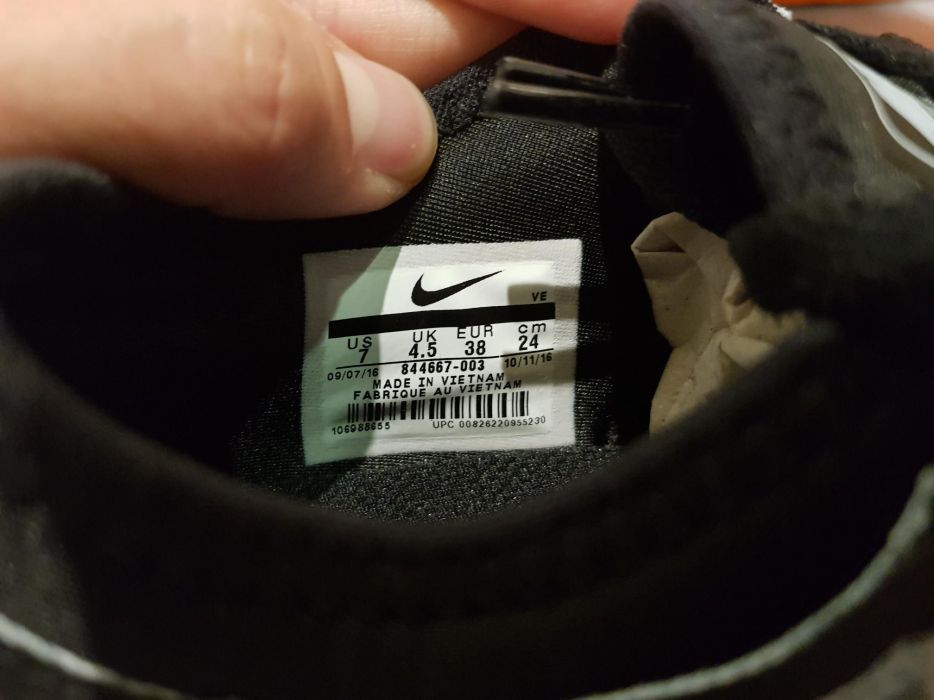 VE
US UK EUR cm
7 4.5 38 24
09/07/16 844667-003 10/11/16
MADE IN VIETNAM
FABRIQUE AU VIETNAM
106988655 UPC 00826220955230